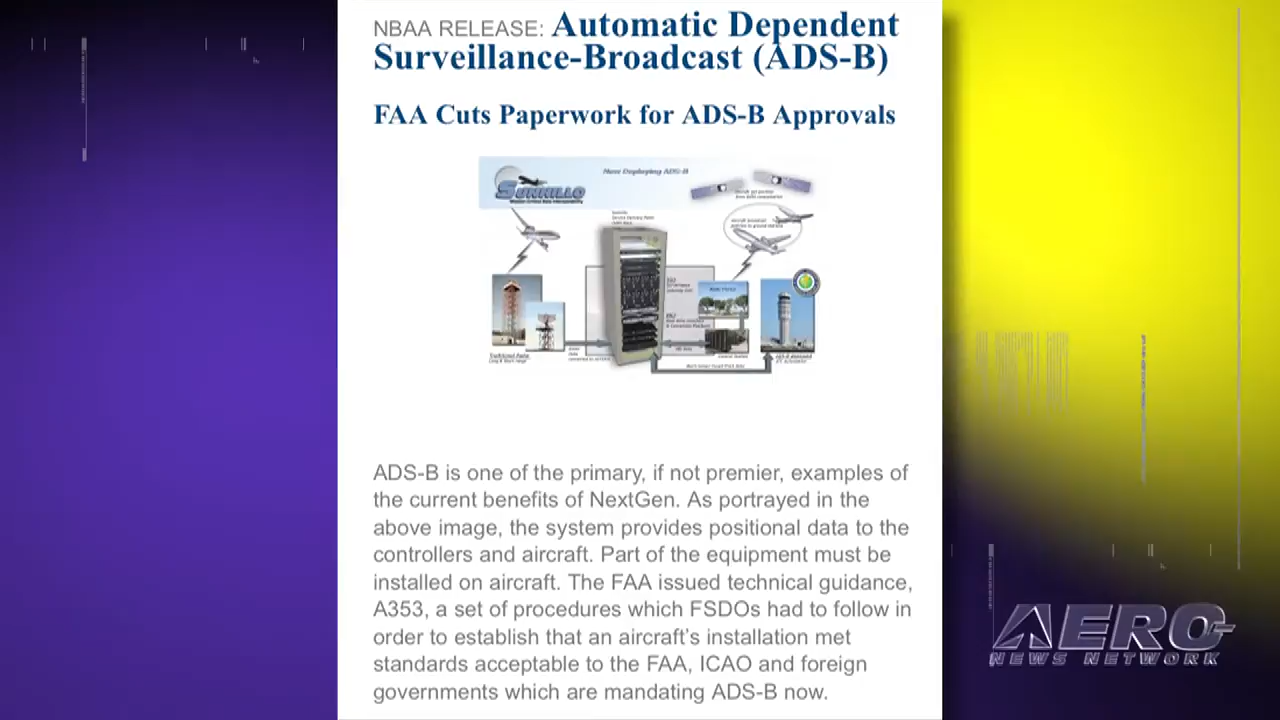 NBAA RELEASE: Automatic Dependent
Surveillance-Broadcast (ADS-B)
FAA Cuts Paperwork for ADS-B Approvals
Now Deploying ADS-B
SUNHILLO
ADS-B is one of the primary, if not premier, examples of
the current benefits of NextGen. As portrayed in the
above image, the system provides positional data to the
controllers and aircraft. Part of the equipment must be
installed on aircraft. The FAA issued technical guidance,
A353, a set of procedures which FSDOs had to follow in
order to establish that an aircraft's installation met
standards acceptable to the FAA, ICAO and foreign
governments which are mandating ADS-B now.
AERO
NEWS NETWORK